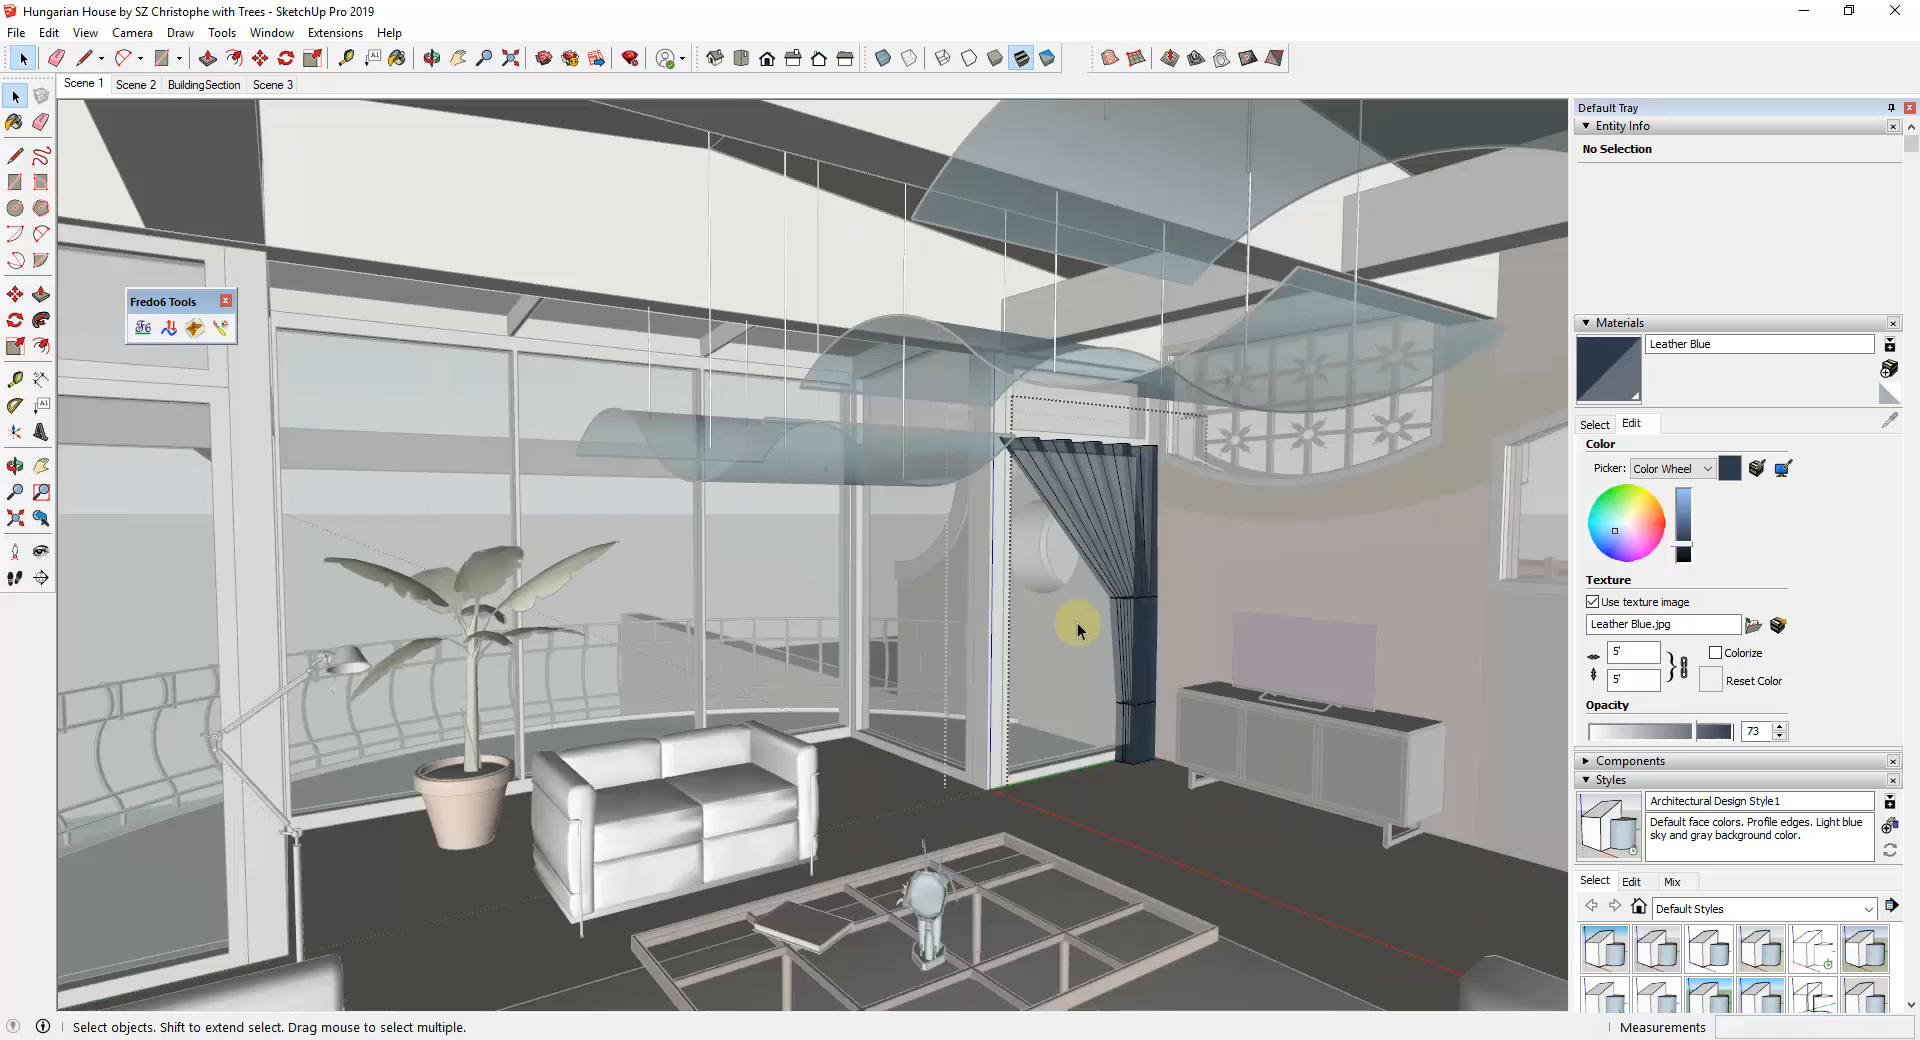 Hungarian House by SZ Christophe with Trees - SketchUp Pro 2019
File Edit View Camera Draw Tools Window Extensions Help
Scene 1 Scene 2 BuildingSection Scene 3
Default Tray
Entity Info
No Selection
Fredo6 Tools
Materials
Leather Blue
Select Edit
Color
Picker: Color Wheel
Texture
Use texture image
Leather Blue.jpg
5'
Colorize
5'
Reset Color
Opacity
73
Components
Styles
Architectural Design Style1
Default face colors. Profile edges. Light blue
sky and gray background color.
Select Edit Mix
Default Styles
Select objects. Shift to extend select. Drag mouse to select multiple.
Measurements